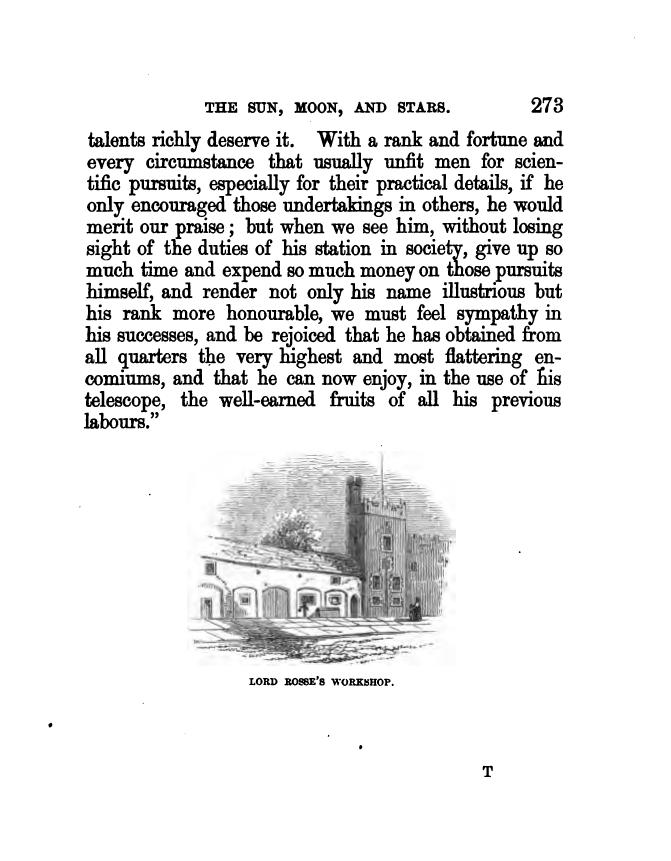 THE SUN, MOON, AND STARS. 273
talents richly deserve it. With a rank and fortune and
every circumstance that usually unfit men for scien-
tific pursuits, especially for their practical details, if he
only encouraged those undertakings in others, he would
merit our praise; but when we see him, without losing
sight of the duties of his station in society, give up so
much time and expend so much money on those pursuits
himself, and render not only his name illustrious but
his rank more honourable, we must feel sympathy in
his successes, and be rejoiced that he has obtained from
all quarters the very highest and most flattering en-
comiums, and that he can now enjoy, in the use of his
telescope, the well-earned fruits of all his previous
labours.”
LORD ROSSE'S WORKSHOP.
T